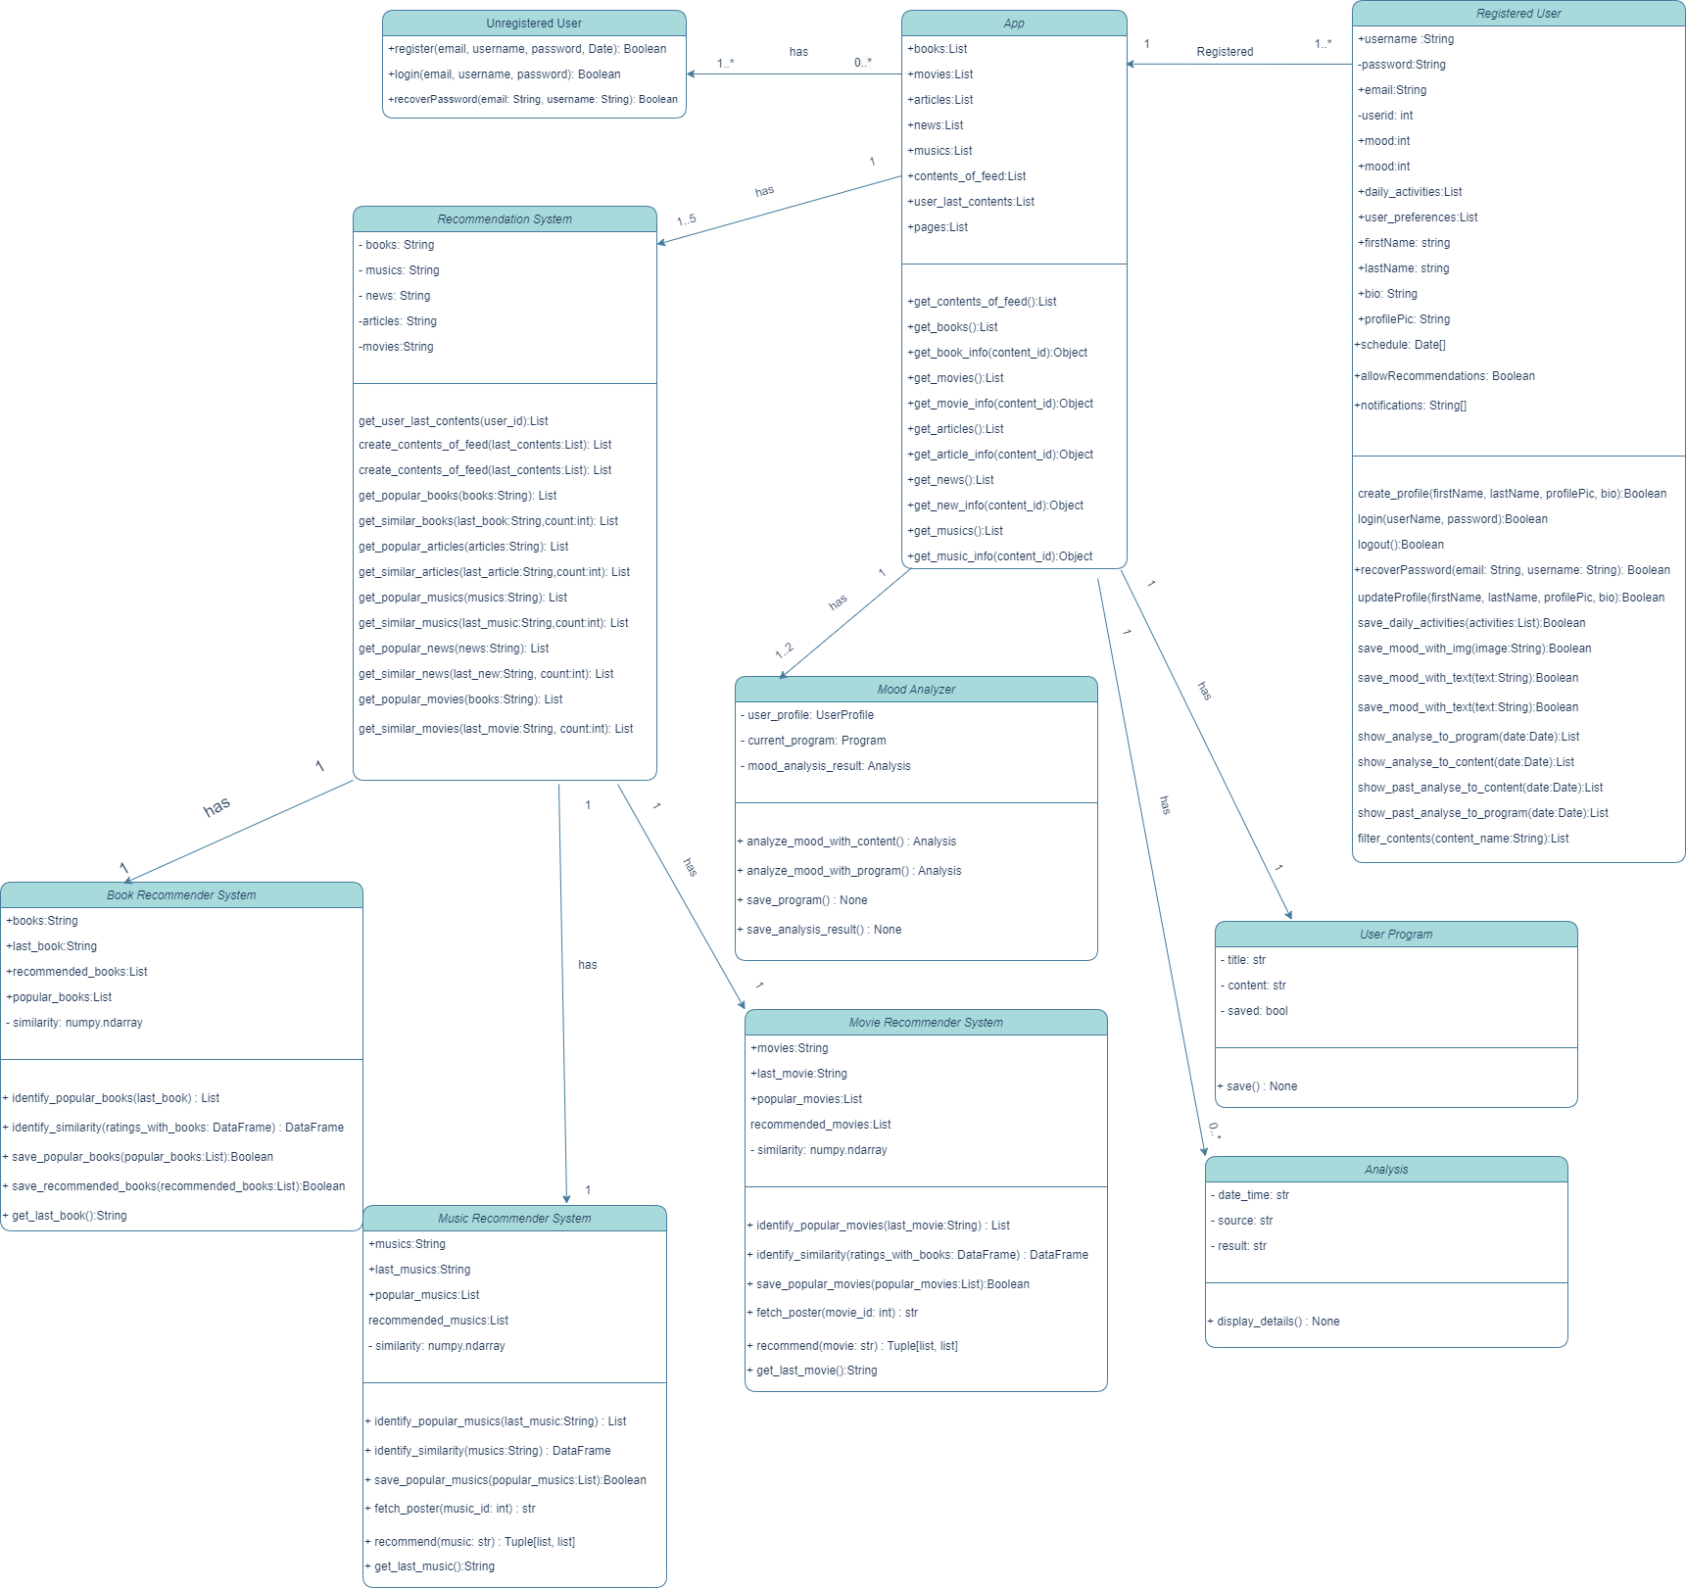 Unregistered User
+register(email, username, password, Date): Boolean
+login(email, username, password): Boolean
+recoverPassword(email: String, username: String): Boolean
has
1..*
0..*
App
+books:List
+movies:List
+articles:List
+news:List
+musics:List
+contents_of_feed:List
+user_last_contents:List
+pages:List
+get_contents_of_feed():List
+get_books():List
+get_book_info(content_id):Object
+get_movies():List
+get_movie_info(content_id):Object
+get_articles():List
+get_article_info(content_id):Object
+get_news():List
+get_new_info(content_id):Object
+get_musics():List
+get_music_info(content_id):Object
1
Registered
1..*
Registered User
+username :String
-password:String
+email:String
-userid: int
+mood:int
+mood:int
+daily_activities:List
+user_preferences:List
+firstName: string
+lastName: string
+bio: String
+profilePic: String
+schedule: Date[]
+allowRecommendations: Boolean
+notifications: String[]
create_profile(firstName, lastName, profilePic, bio):Boolean
login(userName, password):Boolean
logout():Boolean
+recoverPassword(email: String, username: String): Boolean
updateProfile(firstName, lastName, profilePic, bio):Boolean
save_daily_activities(activities:List):Boolean
save_mood_with_img(image:String):Boolean
save_mood_with_text(text:String):Boolean
save_mood_with_text(text:String):Boolean
show_analyse_to_program(date:Date):List
show_analyse_to_content(date:Date):List
show_past_analyse_to_content(date:Date):List
show_past_analyse_to_program(date:Date):List
filter_contents(content_name:String):List
1
has
1..5
Recommendation System
- books: String
- musics: String
- news: String
-articles: String
-movies:String
get_user_last_contents(user_id):List
create_contents_of_feed(last_contents:List): List
create_contents_of_feed(last_contents:List): List
get_popular_books(books:String): List
get_similar_books(last_book:String,count:int): List
get_popular_articles(articles:String): List
get_similar_articles(last_article:String,count:int): List
get_popular_musics(musics:String): List
get_similar_musics(last_music:String,count:int): List
get_popular_news(news:String): List
get_similar_news(last_new:String, count:int): List
get_popular_movies(books:String): List
get_similar_movies(last_movie:String, count:int): List
1
has
1..2
Mood Analyzer
- user_profile: UserProfile
- current_program: Program
- mood_analysis_result: Analysis
+ analyze_mood_with_content() : Analysis
+ analyze_mood_with_program() : Analysis
+ save_program() : None
+ save_analysis_result() : None
1
has
1
1
has
0..*
User Program
- title: str
- content: str
- saved: bool
+ save() : None
Analysis
- date_time: str
- source: str
- result: str
+ display_details() : None
1
has
1
Book Recommender System
+books:String
+last_book:String
+recommended_books:List
+popular_books:List
- similarity: numpy.ndarray
+ identify_popular_books(last_book) : List
+ identify_similarity(ratings_with_books: DataFrame) : DataFrame
+ save_popular_books(popular_books:List):Boolean
+ save_recommended_books(recommended_books:List):Boolean
+ get_last_book():String
1
has
1
Music Recommender System
+musics:String
+last_musics:String
+popular_musics:List
recommended_musics:List
- similarity: numpy.ndarray
+ identify_popular_musics(last_music:String) : List
+ identify_similarity(musics:String) : DataFrame
+ save_popular_musics(popular_musics:List):Boolean
+ fetch_poster(music_id: int) : str
+ recommend(music: str) : Tuple[list, list]
+ get_last_music():String
1
has
1
Movie Recommender System
+movies:String
+last_movie:String
+popular_movies:List
recommended_movies:List
- similarity: numpy.ndarray
+ identify_popular_movies(last_movie:String) : List
+ identify_similarity(ratings_with_books: DataFrame) : DataFrame
+ save_popular_movies(popular_movies:List):Boolean
+ fetch_poster(movie_id: int) : str
+ recommend(movie: str) : Tuple[list, list]
+ get_last_movie():String